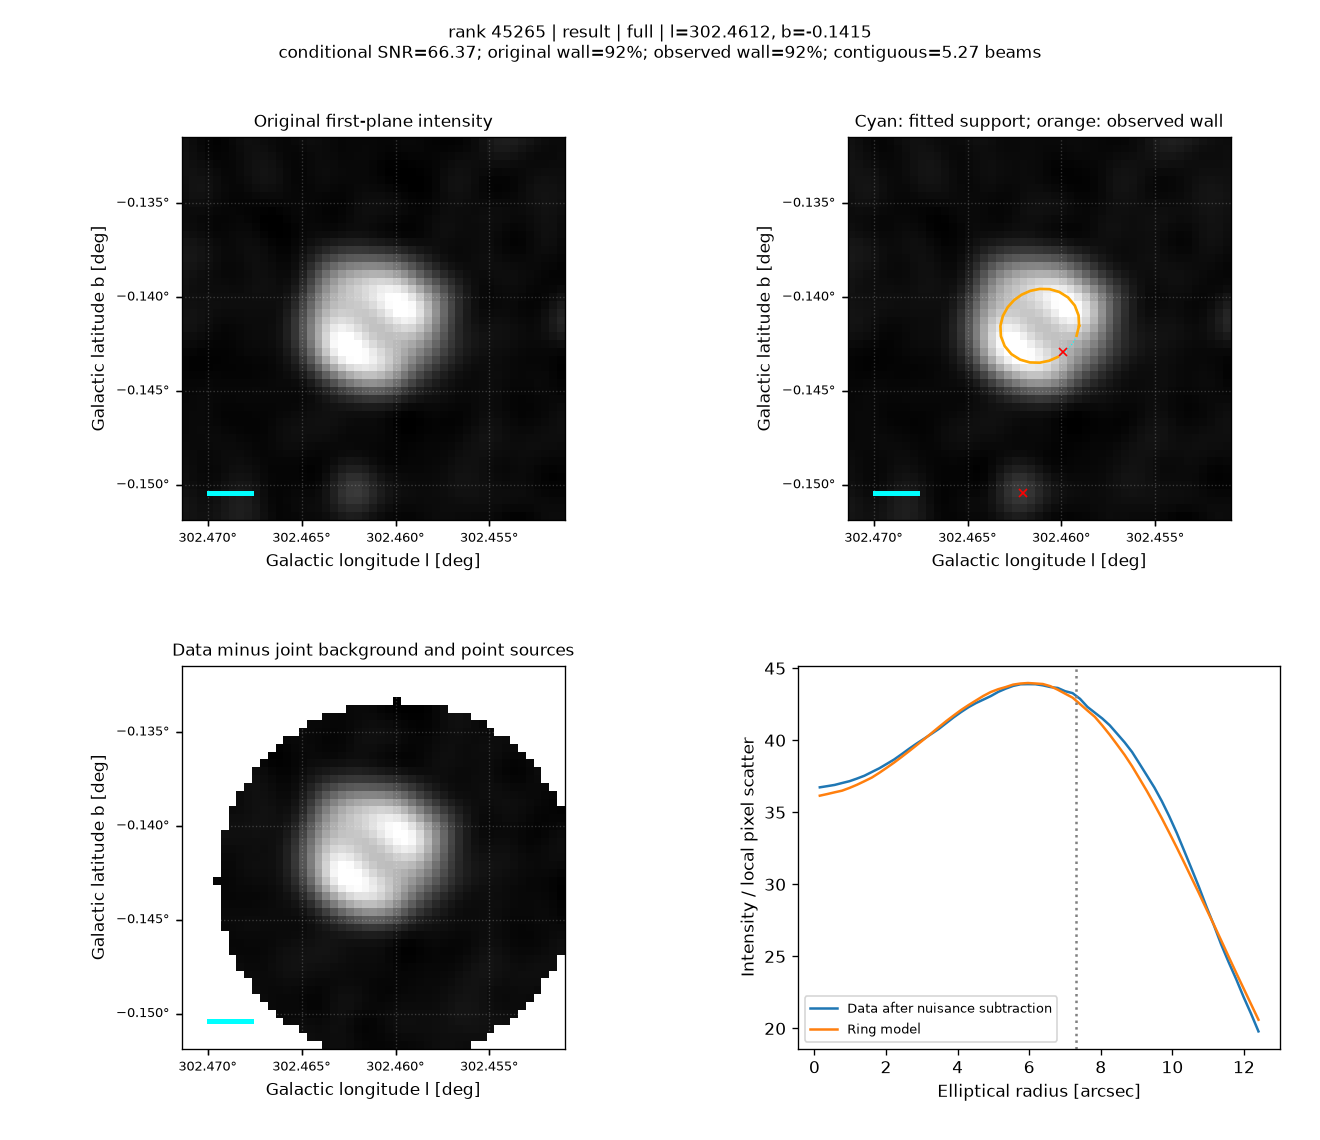 rank 45265 | result | full | l=302.4612, b=-0.1415
conditional SNR=66.37; original wall=92%; observed wall=92%; contiguous=5.27 beams
Original first-plane intensity
−0.135°
−0.140°
−0.145°
−0.150°
Galactic latitude b [deg]
302.470°
302.465°
302.460°
302.455°
Galactic longitude l [deg]
Cyan: fitted support; orange: observed wall
−0.135°
−0.140°
−0.145°
−0.150°
Galactic latitude b [deg]
302.470°
302.465°
302.460°
302.455°
Galactic longitude l [deg]
Data minus joint background and point sources
−0.135°
−0.140°
−0.145°
−0.150°
Galactic latitude b [deg]
302.470°
302.465°
302.460°
302.455°
Galactic longitude l [deg]
45
40
35
30
25
20
Intensity / local pixel scatter
Data after nuisance subtraction
Ring model
0
2
4
6
8
10
12
Elliptical radius [arcsec]